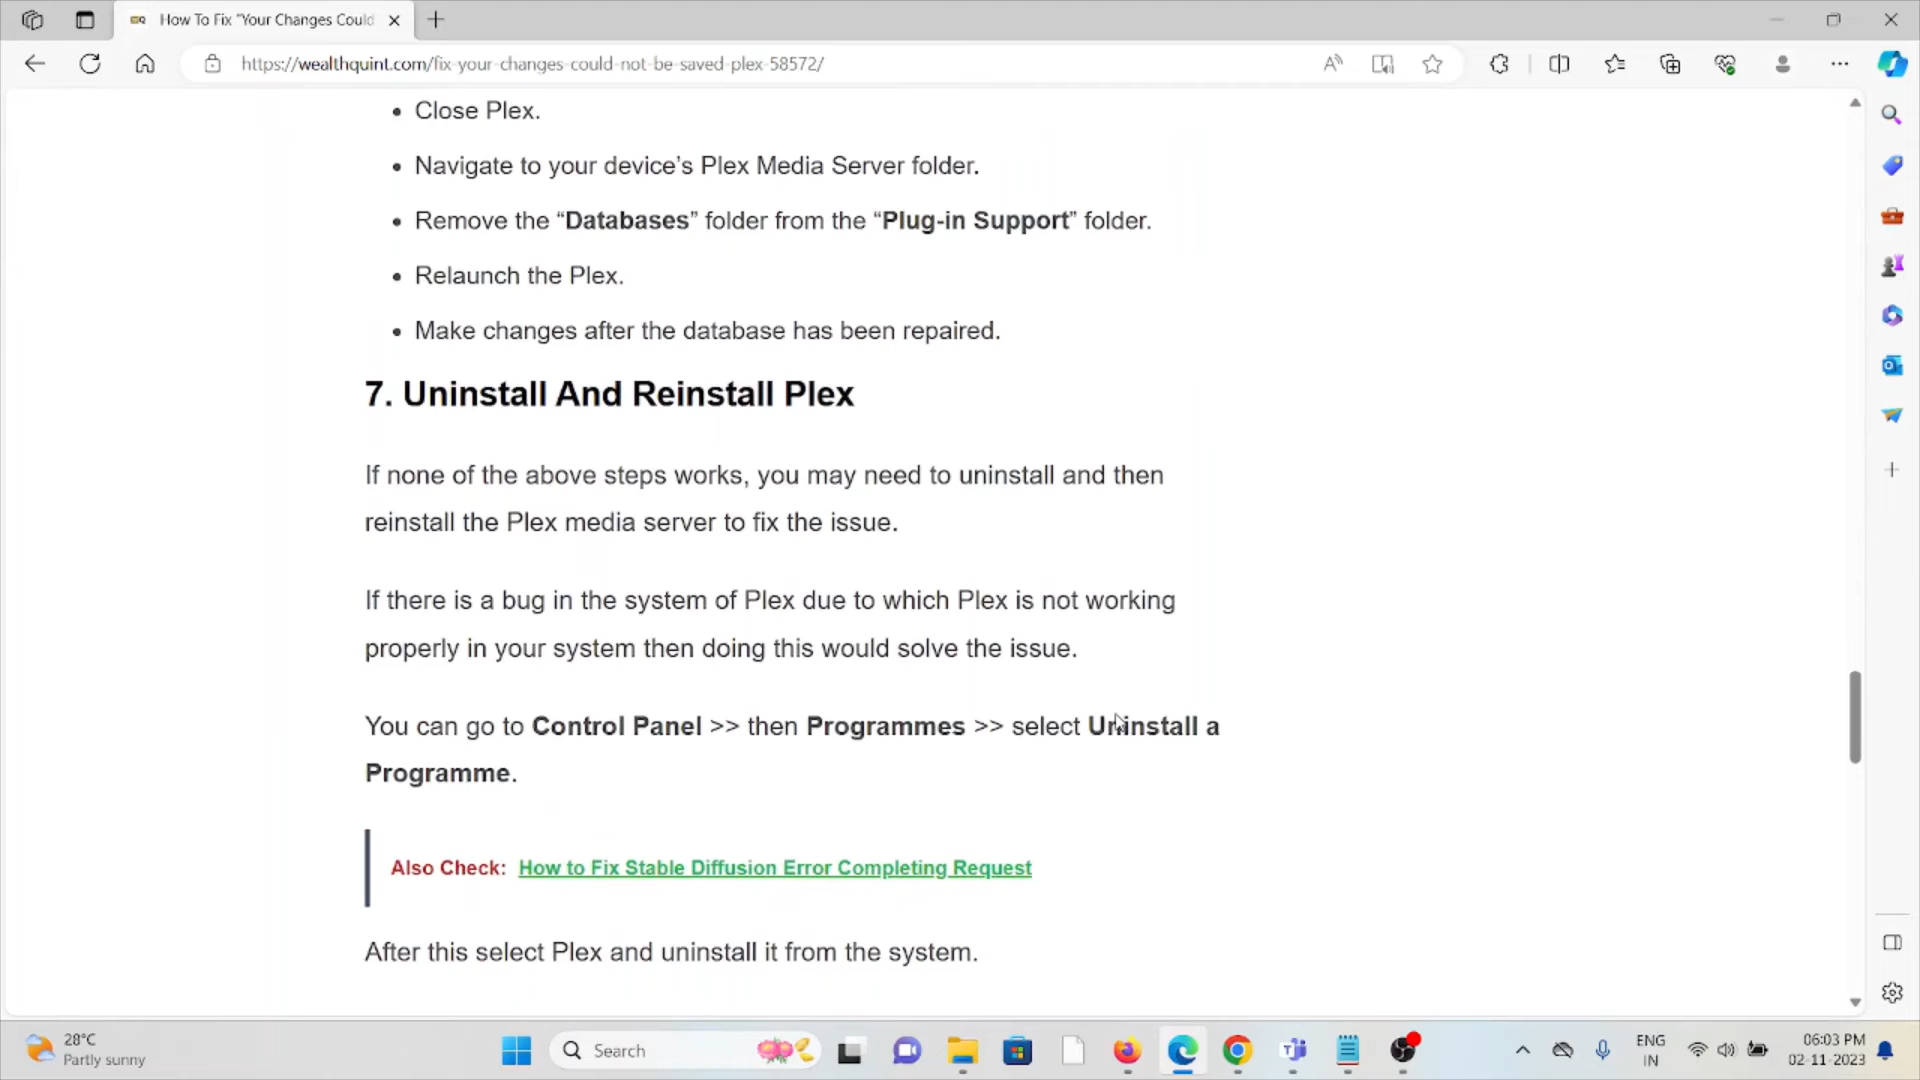 How To Fix "Your Changes Could
https://wealthquint.com/fix-your-changes-could-not-be-saved-plex-58572/
• Close Plex.
• Navigate to your device’s Plex Media Server folder.
• Remove the “Databases” folder from the “Plug-in Support” folder.
• Relaunch the Plex.
• Make changes after the database has been repaired.
7. Uninstall And Reinstall Plex
If none of the above steps works, you may need to uninstall and then
reinstall the Plex media server to fix the issue.
If there is a bug in the system of Plex due to which Plex is not working
properly in your system then doing this would solve the issue.
You can go to Control Panel >> then Programmes >> select Uninstall a
Programme.
Also Check: How to Fix Stable Diffusion Error Completing Request
After this select Plex and uninstall it from the system.
28°C
Partly sunny
Search
ENG
IN
06:03 PM
02-11-2023